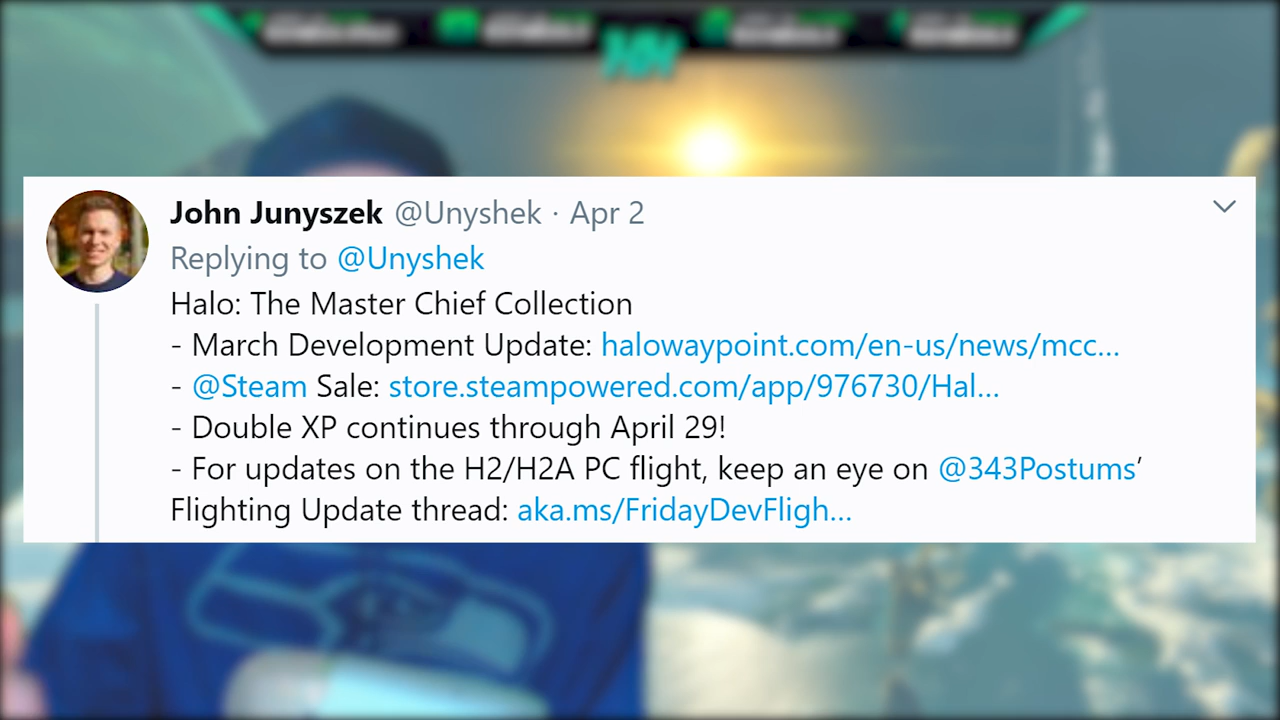 John Junyszek @Unyshek · Apr 2
Replying to @Unyshek
Halo: The Master Chief Collection
- March Development Update: halowaypoint.com/en-us/news/mcc...
- @Steam Sale: store.steampowered.com/app/976730/Hal...
- Double XP continues through April 29!
- For updates on the H2/H2A PC flight, keep an eye on @343Postums’
Flighting Update thread: aka.ms/FridayDevFligh...